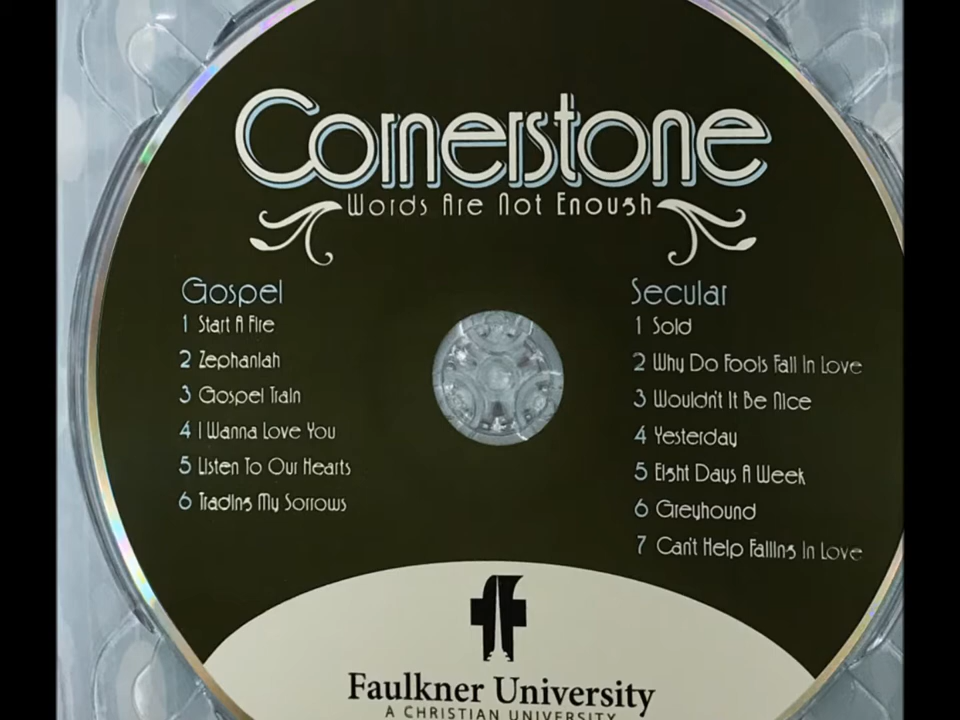 Cornerstone
Words Are Not Enough
Gospel
1 Start A Fire
2 Zephaniah
3 Gospel Train
4 I Wanna Love You
5 Listen To Our Hearts
6 Trading My Sorrows
Secular
1 Sold
2 Why Do Fools Fall In Love
3 Wouldn't It Be Nice
4 Yesterday
5 Eight Days A Week
6 Greyhound
7 Can't Help Falling In Love
Faulkner University
A CHRISTIAN UNIVERSITY